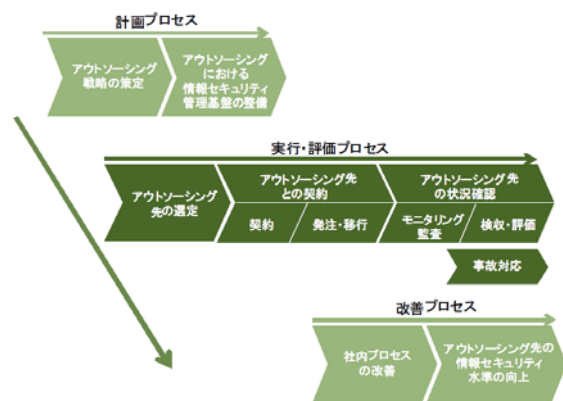 計画プロセス
アウトソーシング
戦略の策定
アウトソーシング
における
情報セキュリティ
管理基盤の整備
実行・評価プロセス
アウトソーシング
先の選定
アウトソーシング先
との契約
契約
発注・移行
アウトソーシング先
の状況確認
モニタリング
監査
検収・評価
事故対応
改善プロセス
社内プロセス
の改善
アウトソーシング先の
情報セキュリティ
水準の向上